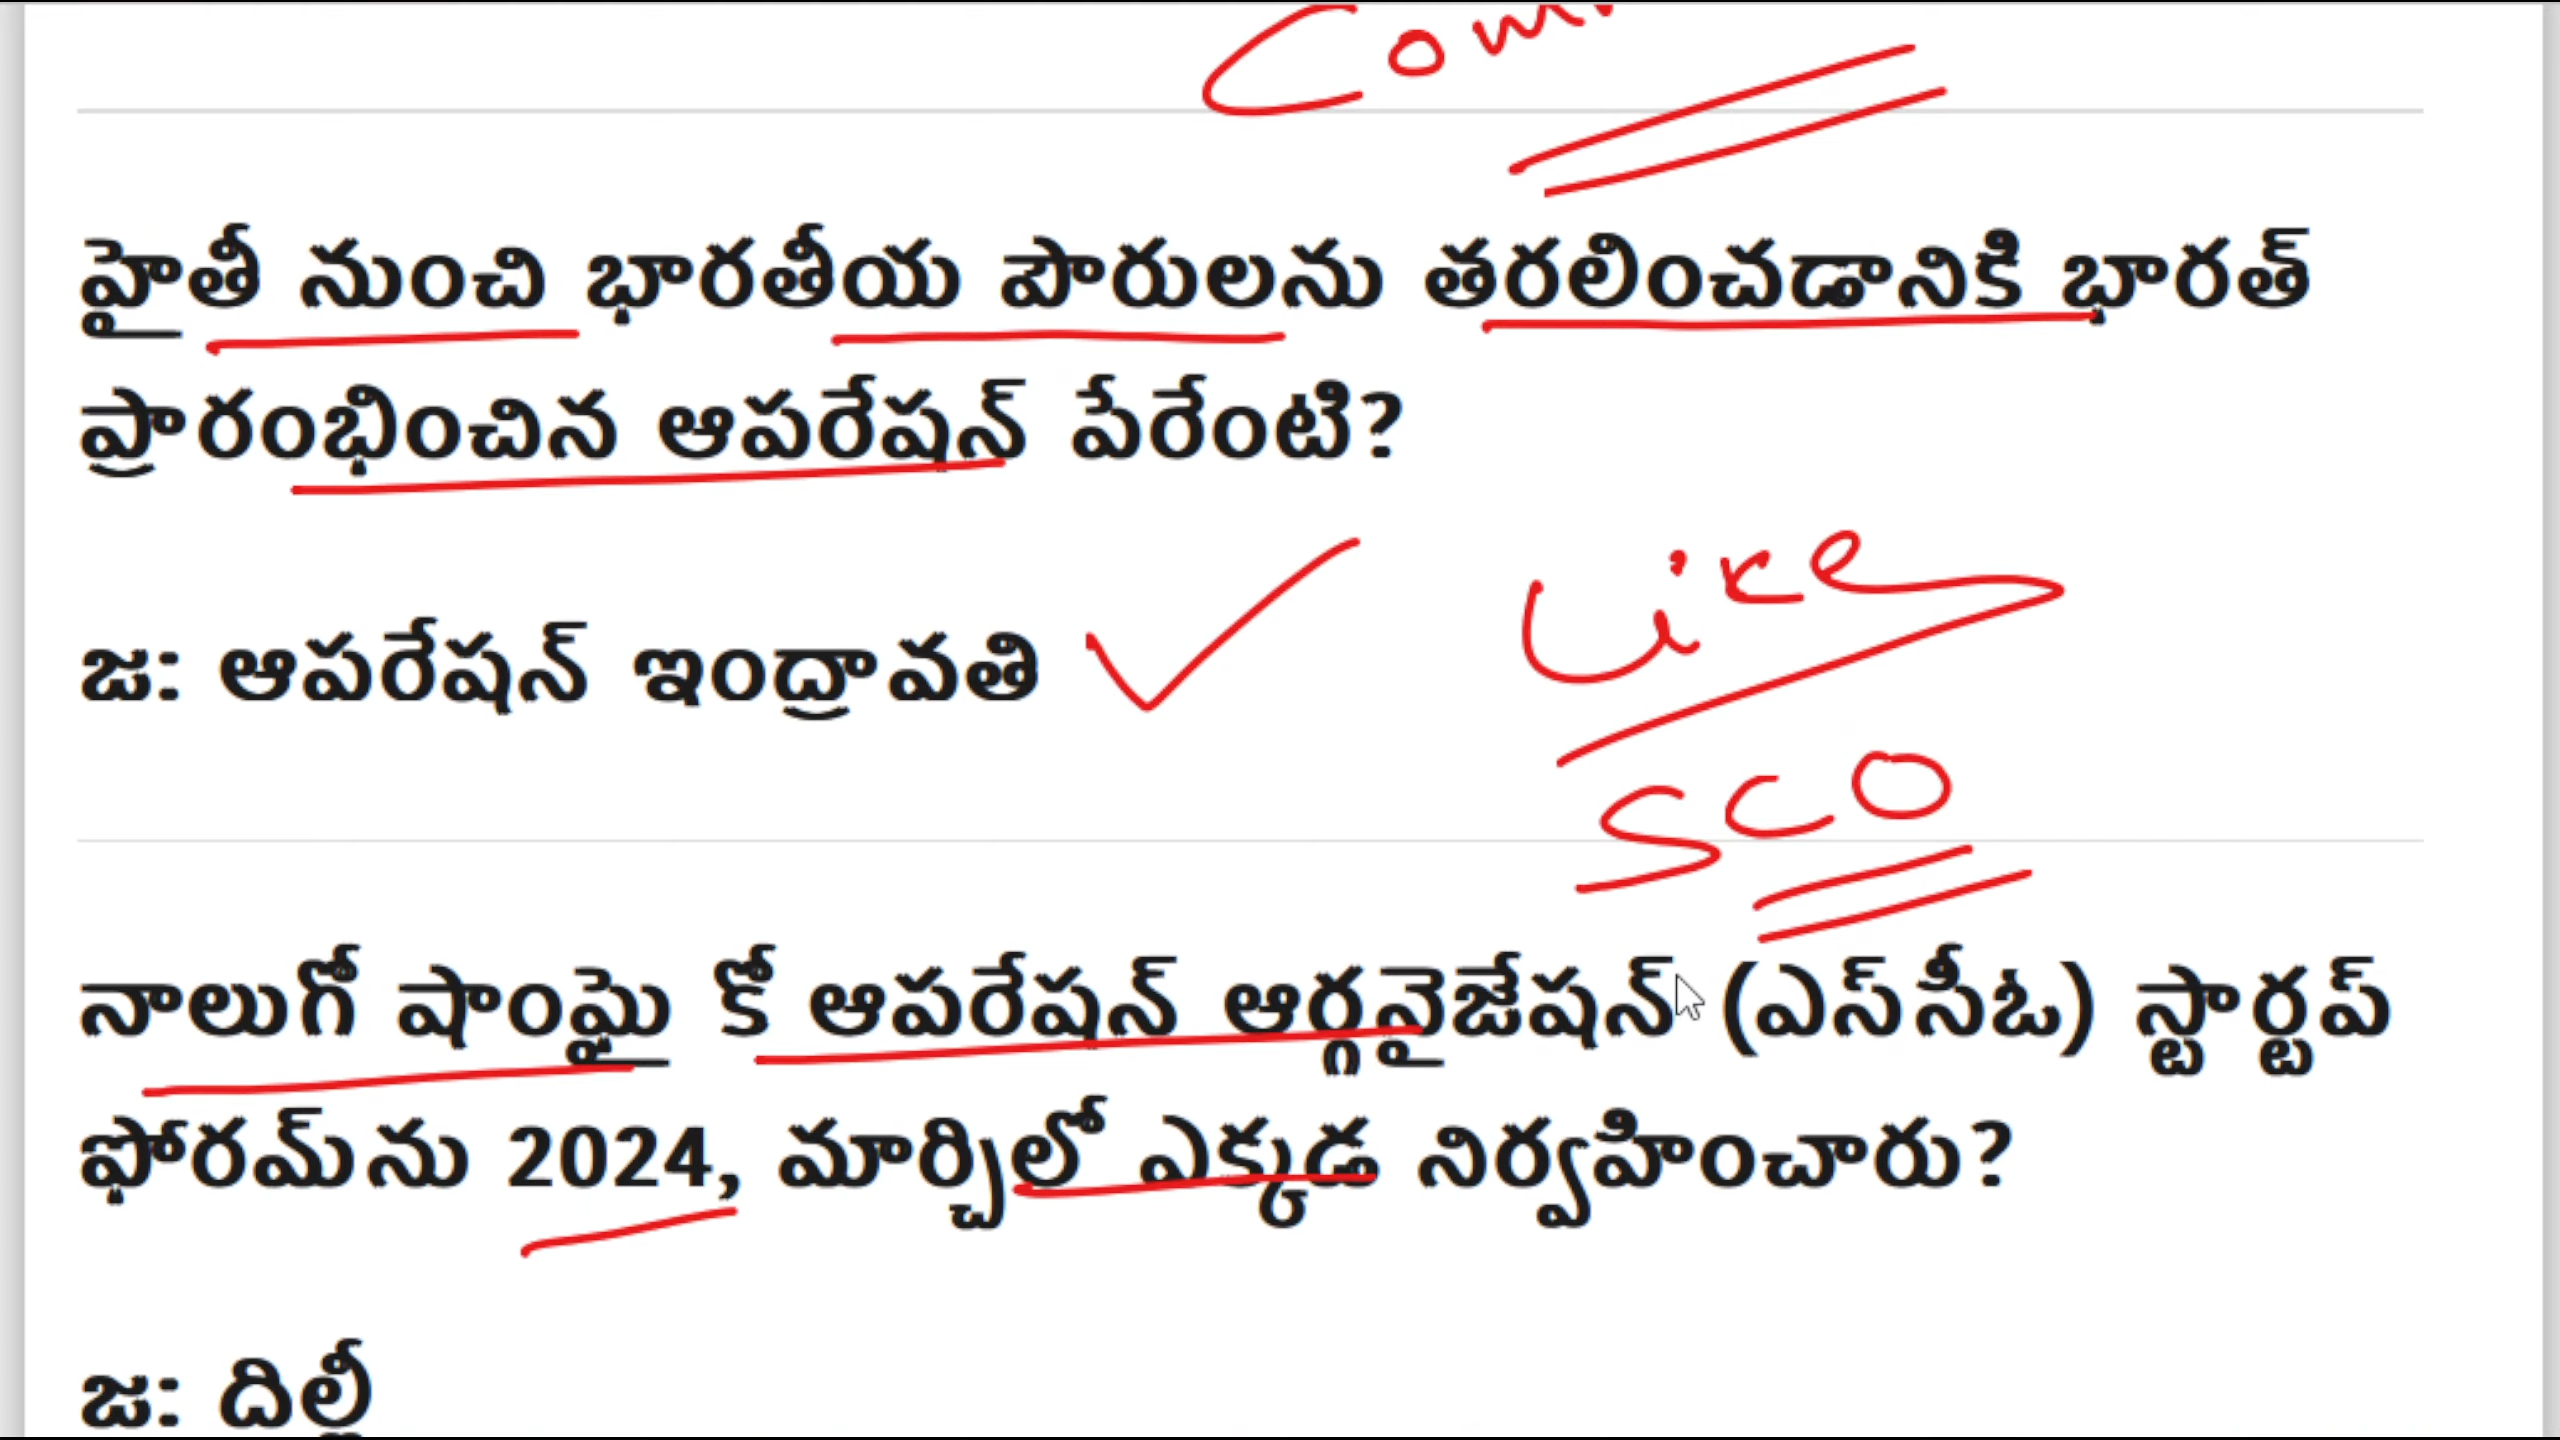 హైతీ నుంచి భారతీయ పౌరులను తరలించడానికి భారత్
ప్రారంభించిన ఆపరేషన్ పేరేంటి?
జ: ఆపరేషన్ ఇంద్రావతి
Like
SCO
నాలుగో షాంఘై కో ఆపరేషన్ ఆర్గనైజేషన్ (ఎస్‌సీఓ) స్టార్టప్
ఫోరమ్‌ను 2024, మార్చిలో ఎక్కడ నిర్వహించారు?
జ: దిల్లీ